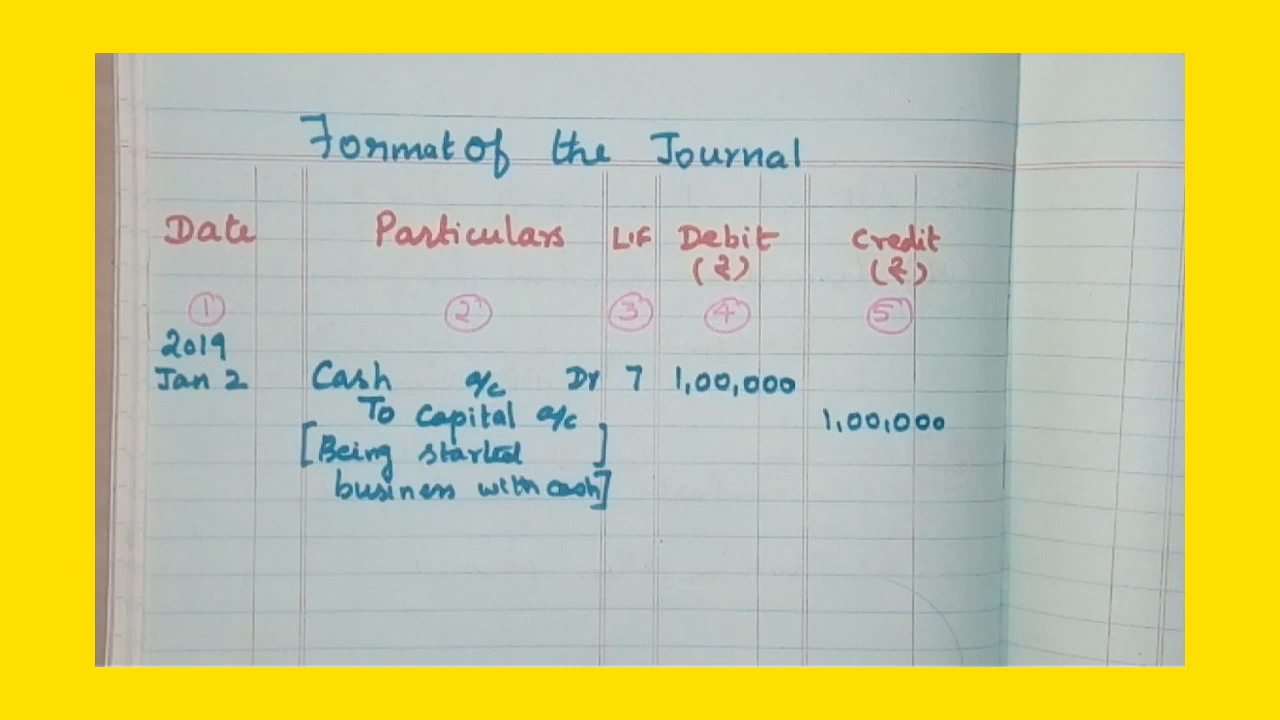 Format of the Journal
Date Particulars L.F Debit Credit
(₹) (₹)
1 2 3 4 5
2019
Jan 2 Cash a/c Dr 7 1,00,000
To Capital a/c 1,00,000
[Being started ]
business with cash]